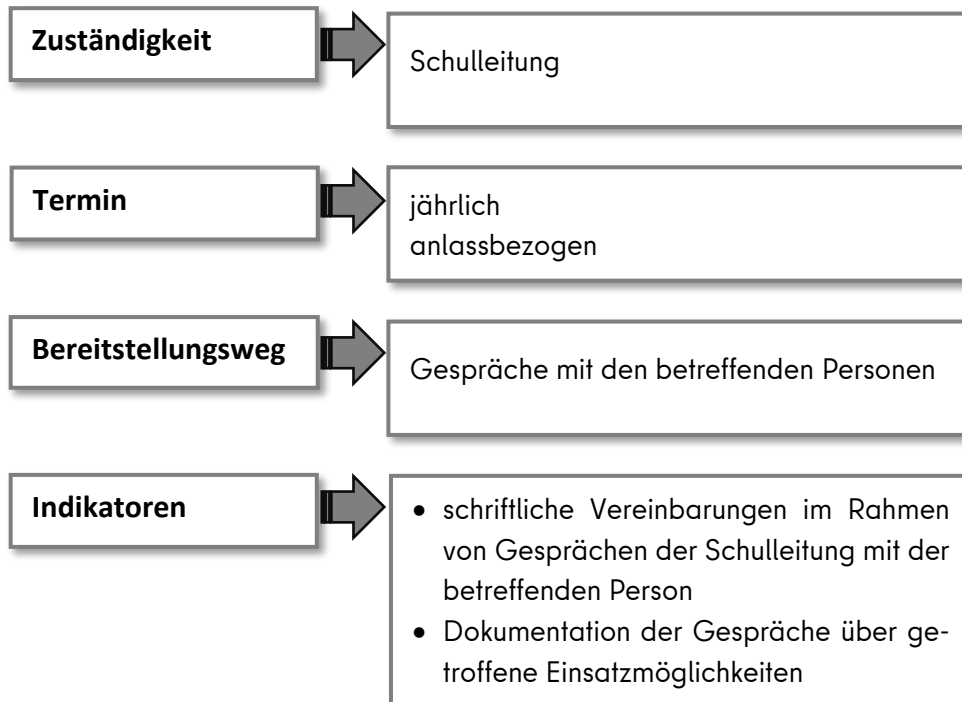 Zuständigkeit
Schulleitung
Termin
jährlich
anlassbezogen
Bereitstellungsweg
Gespräche mit den betreffenden Personen
Indikatoren
• schriftliche Vereinbarungen im Rahmen
von Gesprächen der Schulleitung mit der
betreffenden Person
• Dokumentation der Gespräche über ge-
troffene Einsatzmöglichkeiten